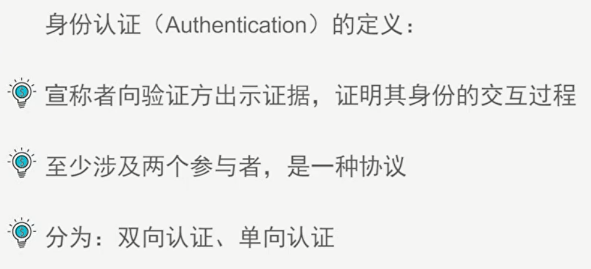 身份认证（Authentication）的定义：
宣称者向验证方出示证据，证明其身份的交互过程
至少涉及两个参与者，是一种协议
分为：双向认证、单向认证